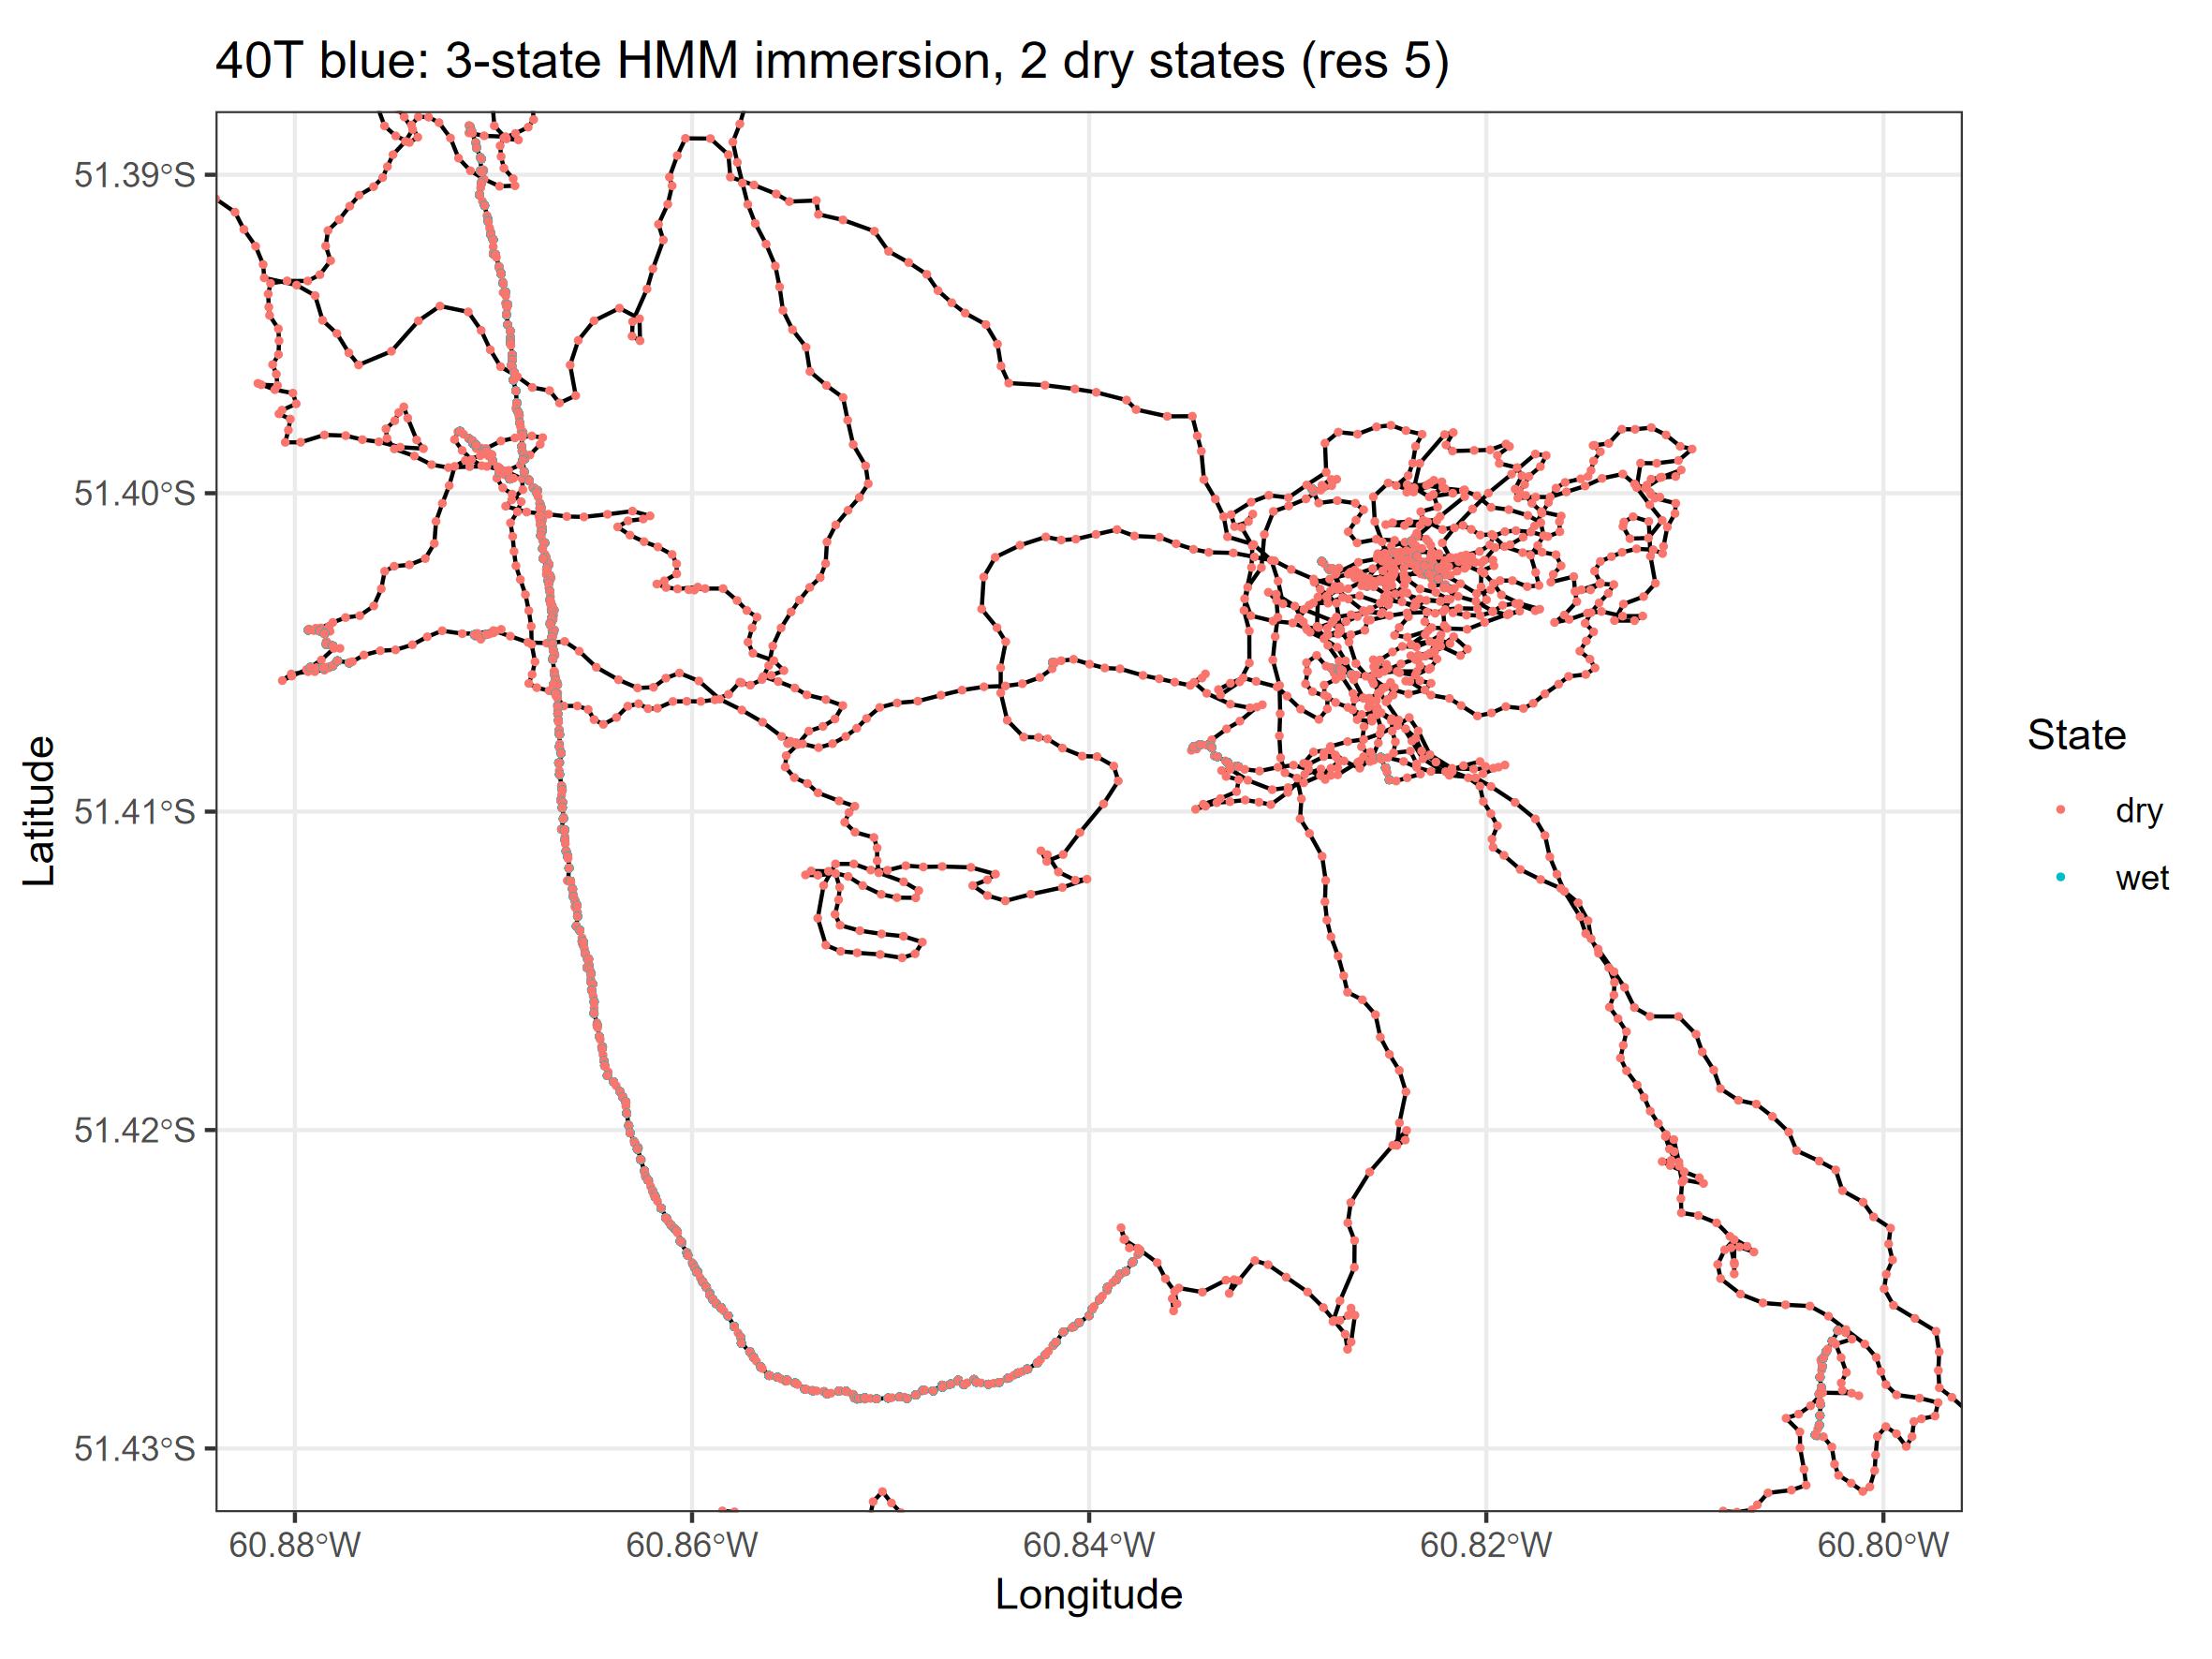 40T blue: 3-state HMM immersion, 2 dry states (res 5)
51.39°S
51.40°S
51.41°S
51.42°S
51.43°S
Latitude
60.88°W
60.86°W
60.84°W
60.82°W
60.80°W
Longitude
State
dry
wet